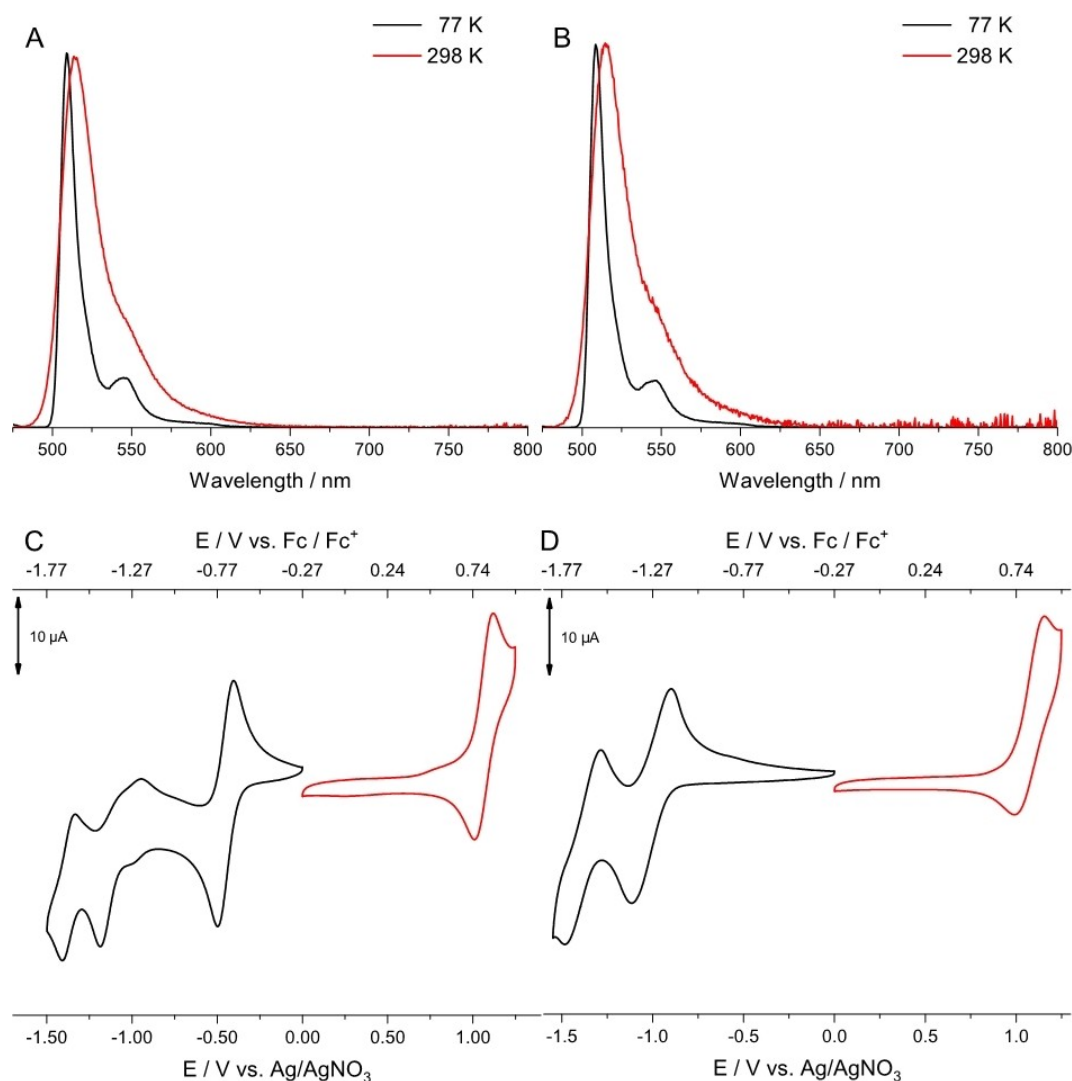 A
77 K
298 K
B
77 K
298 K
500 550 600 650 700 750 800
500 550 600 650 700 750 800
Wavelength / nm
Wavelength / nm
C
E / V vs. Fc / Fc⁺
-1.77 -1.27 -0.77 -0.27 0.24 0.74
10 µA
-1.50 -1.00 -0.50 0.00 0.50 1.00
E / V vs. Ag/AgNO₃
D
E / V vs. Fc / Fc⁺
-1.77 -1.27 -0.77 -0.27 0.24 0.74
10 µA
-1.5 -1.0 -0.5 0.0 0.5 1.0
E / V vs. Ag/AgNO₃